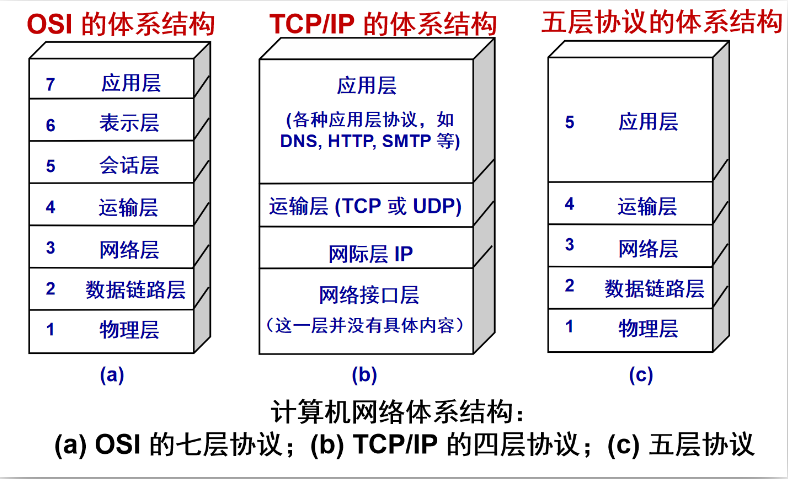 OSI 的体系结构
7 应用层
6 表示层
5 会话层
4 运输层
3 网络层
2 数据链路层
1 物理层
(a)
TCP/IP 的体系结构
应用层
(各种应用层协议，如
DNS, HTTP, SMTP 等)
运输层 (TCP 或 UDP)
网际层 IP
网络接口层
（这一层并没有具体内容）
(b)
五层协议的体系结构
5 应用层
4 运输层
3 网络层
2 数据链路层
1 物理层
(c)
计算机网络体系结构：
(a) OSI 的七层协议；(b) TCP/IP 的四层协议；(c) 五层协议